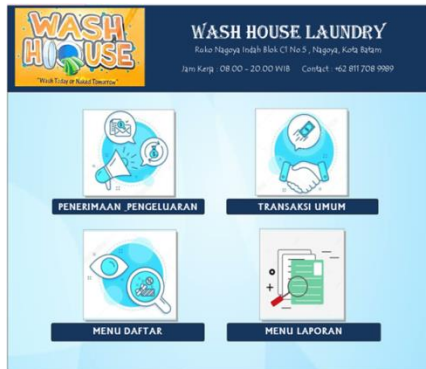 WASH HOUSE
"Wash Today or Naked Tomorrow"
WASH HOUSE LAUNDRY
Ruko Nagoya Indah Blok C1 No.5 , Nagoya, Kota Batam
Jam Kerja : 08.00 - 20.00 WIB    Contact : +62 811 708 9989
PENERIMAAN _PENGELUARAN
TRANSAKSI UMUM
MENU DAFTAR
MENU LAPORAN